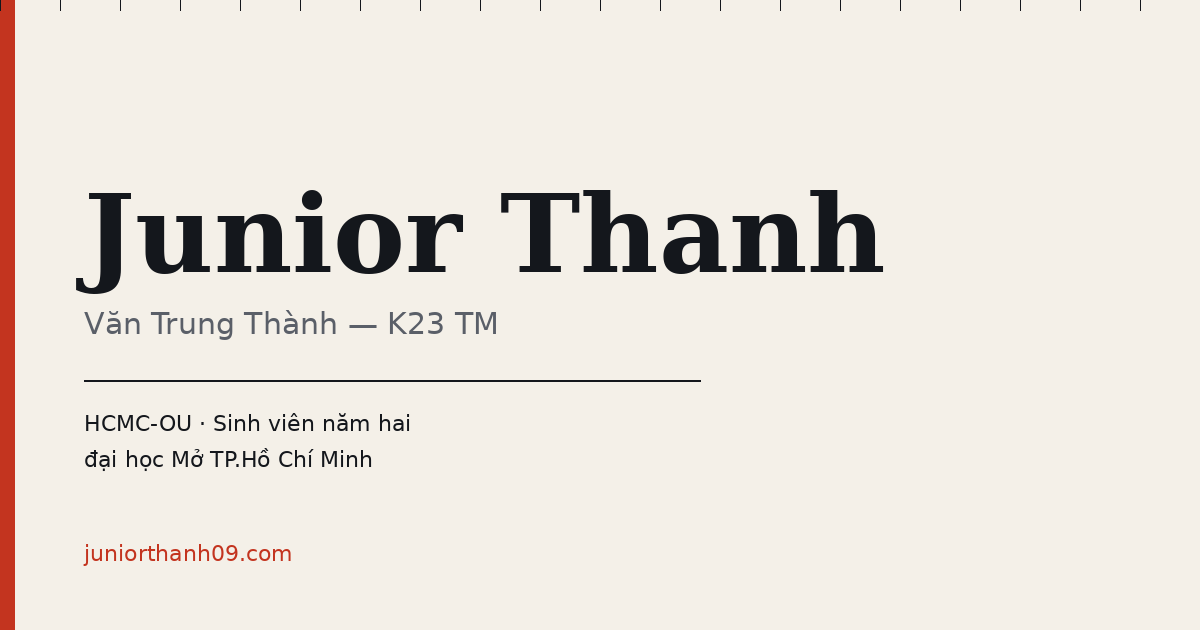 Junior Thanh
Văn Trung Thành — K23 TM
HCMC-OU · Sinh viên năm hai
đại học Mở TP.Hồ Chí Minh
juniorthanh09.com